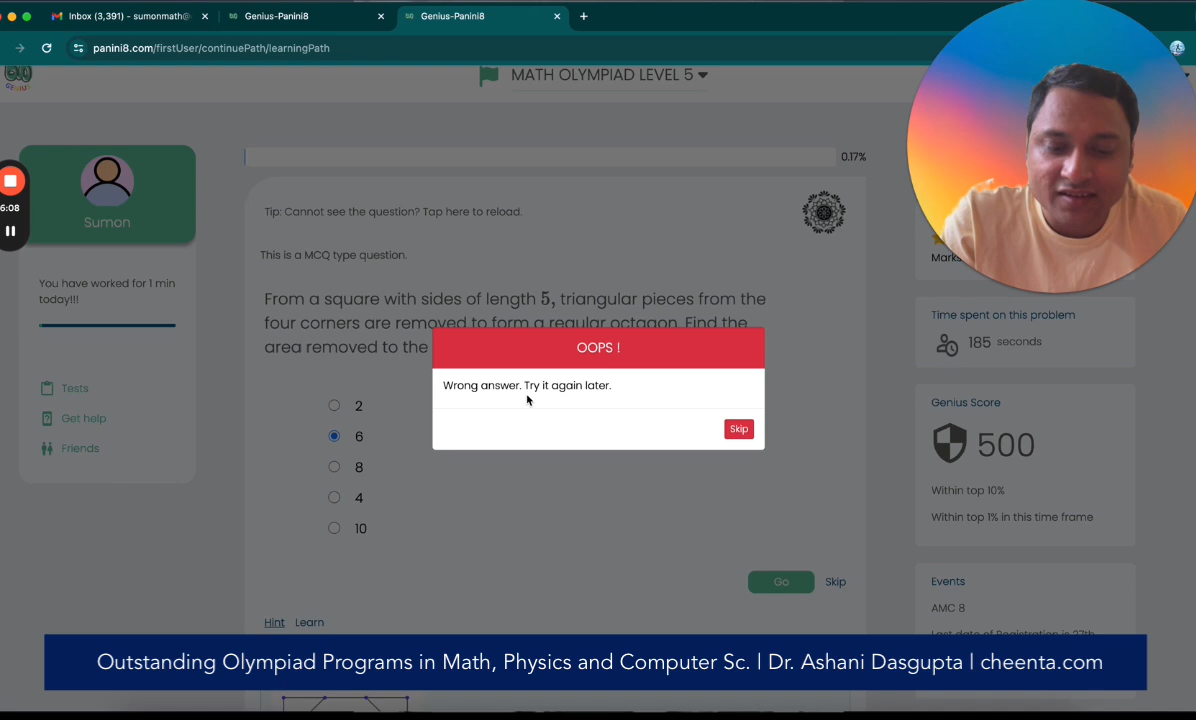 Inbox (3,391) - sumonmath@
Genius-Panini8
Genius-Panini8
panini8.com/firstUser/continuePath/learningPath
MATH OLYMPIAD LEVEL 5
0.17%
6:08
Sumon
You have worked for 1 min
today!!!
Tests
Get help
Friends
Tip: Cannot see the question? Tap here to reload.
This is a MCQ type question.
From a square with sides of length 5, triangular pieces from the
four corners are removed to form a regular octagon. Find the
area removed to the
OOPS !
Wrong answer. Try it again later.
Skip
2
6
8
4
10
Go
Skip
Hint
Learn
Marks
Time spent on this problem
185 seconds
Genius Score
500
Within top 10%
Within top 1% in this time frame
Events
AMC 8
Last date of Registration is 27th
Outstanding Olympiad Programs in Math, Physics and Computer Sc. | Dr. Ashani Dasgupta | cheenta.com